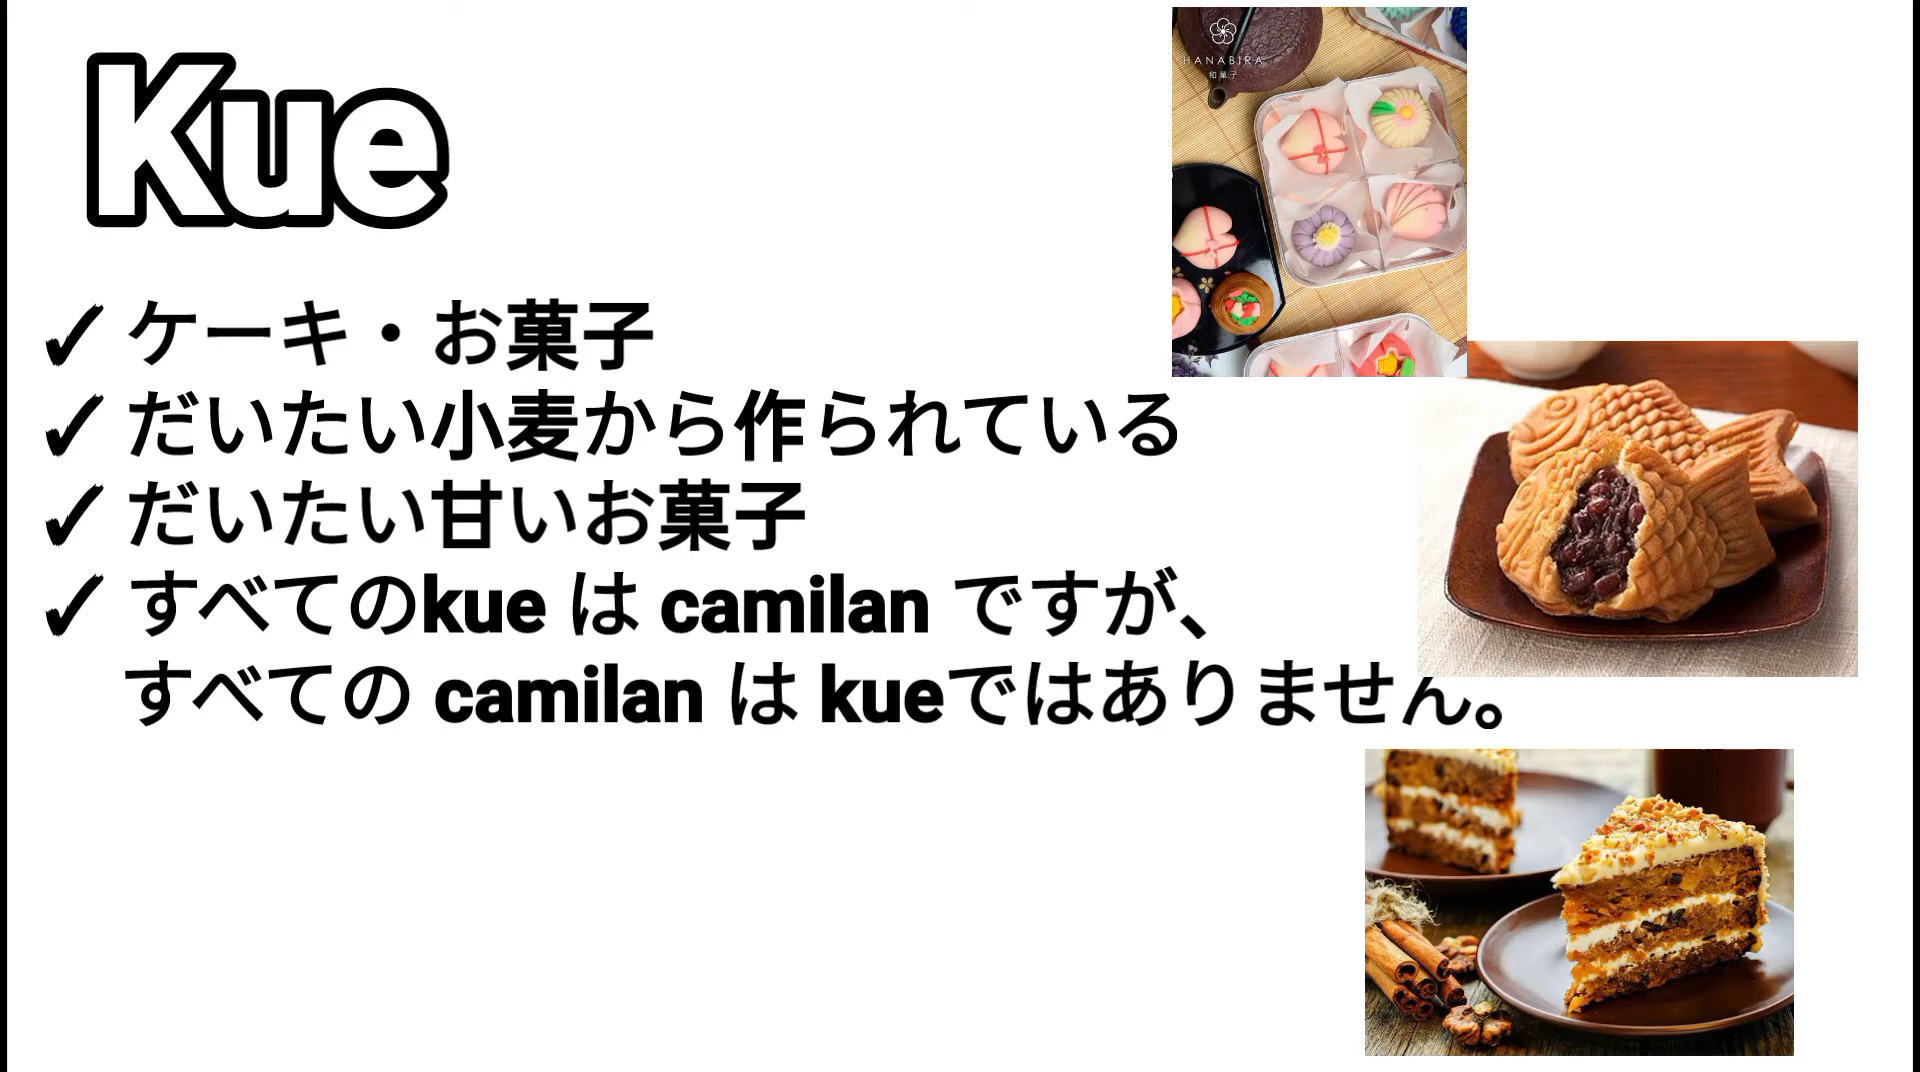 Kue
✓ケーキ・お菓子
✓だいたい小麦から作られている
✓だいたい甘いお菓子
✓すべてのkue は camilan ですが、
すべての camilan は kueではありません。
HANABIRA
和菓子